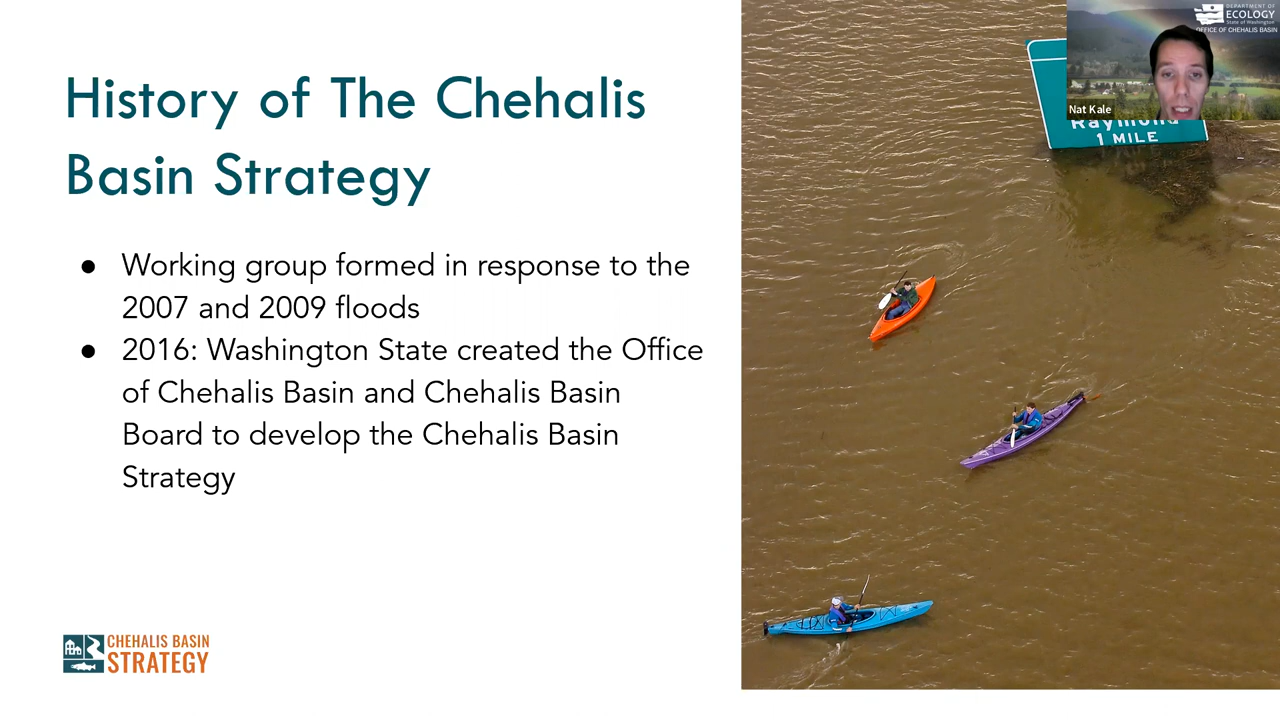 History of The Chehalis
Basin Strategy
● Working group formed in response to the
2007 and 2009 floods
● 2016: Washington State created the Office
of Chehalis Basin and Chehalis Basin
Board to develop the Chehalis Basin
Strategy
CHEHALIS BASIN
STRATEGY
DEPARTMENT OF
ECOLOGY
State of Washington
OFFICE OF CHEHALIS BASIN
Nat Kale
Raymond
1 MILE